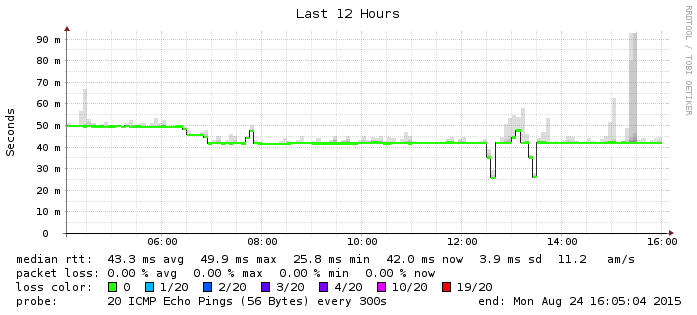 Last 12 Hours
RRDTOOL / TOBI OETIKER
Seconds
90 m
80 m
70 m
60 m
50 m
40 m
30 m
20 m
10 m
0
06:00 08:00 10:00 12:00 14:00 16:00
median rtt: 43.3 ms avg 49.9 ms max 25.8 ms min 42.0 ms now 3.9 ms sd 11.2 am/s
packet loss: 0.00 % avg 0.00 % max 0.00 % min 0.00 % now
loss color: 0 1/20 2/20 3/20 4/20 10/20 19/20
probe: 20 ICMP Echo Pings (56 Bytes) every 300s end: Mon Aug 24 16:05:04 2015